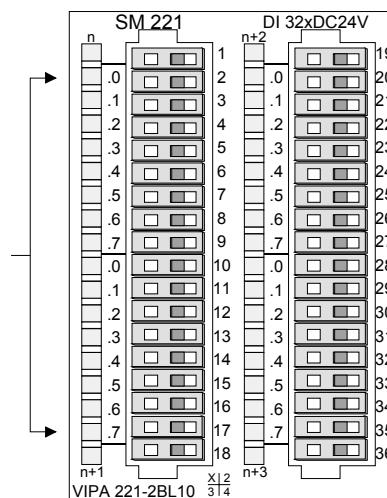 SM 221 DI 32xDC24V
n n+2
1 19
.0 2 .0 20
.1 3 .1 21
.2 4 .2 22
.3 5 .3 23
.4 6 .4 24
.5 7 .5 25
.6 8 .6 26
.7 9 .7 27
.0 10 .0 28
.1 11 .1 29
.2 12 .2 30
.3 13 .3 31
.4 14 .4 32
.5 15 .5 33
.6 16 .6 34
.7 17 .7 35
18 36
n+1 n+3
VIPA 221-2BL10 X 2
3 4